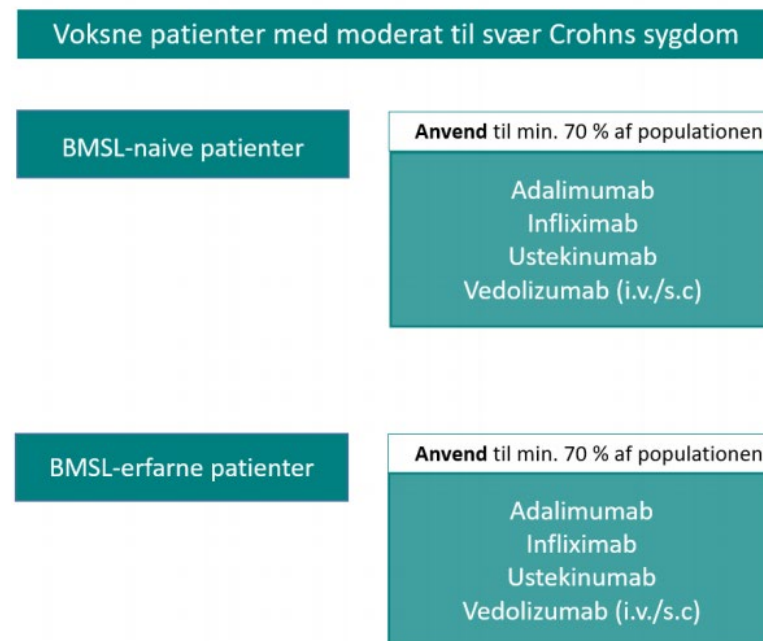 Voksne patienter med moderat til svær Crohns sygdom
BMSL-naive patienter
Anvend til min. 70 % af populationen
Adalimumab
Infliximab
Ustekinumab
Vedolizumab (i.v./s.c)
BMSL-erfarne patienter
Anvend til min. 70 % af populationen
Adalimumab
Infliximab
Ustekinumab
Vedolizumab (i.v./s.c)